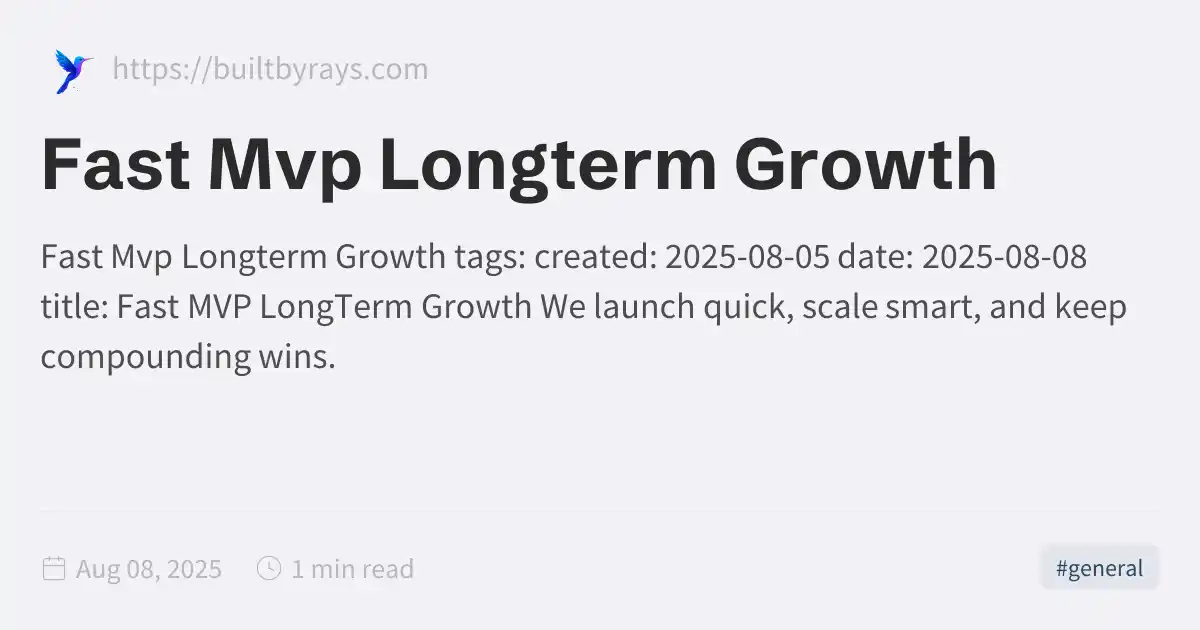 https://builtbyrays.com
Fast Mvp Longterm Growth
Fast Mvp Longterm Growth tags: created: 2025-08-05 date: 2025-08-08
title: Fast MVP LongTerm Growth We launch quick, scale smart, and keep
compounding wins.
Aug 08, 2025 1 min read #general